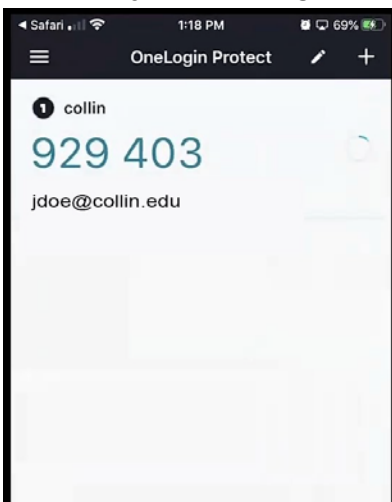 Safari 1:18 PM 69%
OneLogin Protect
1 collin
929 403
jdoe@collin.edu